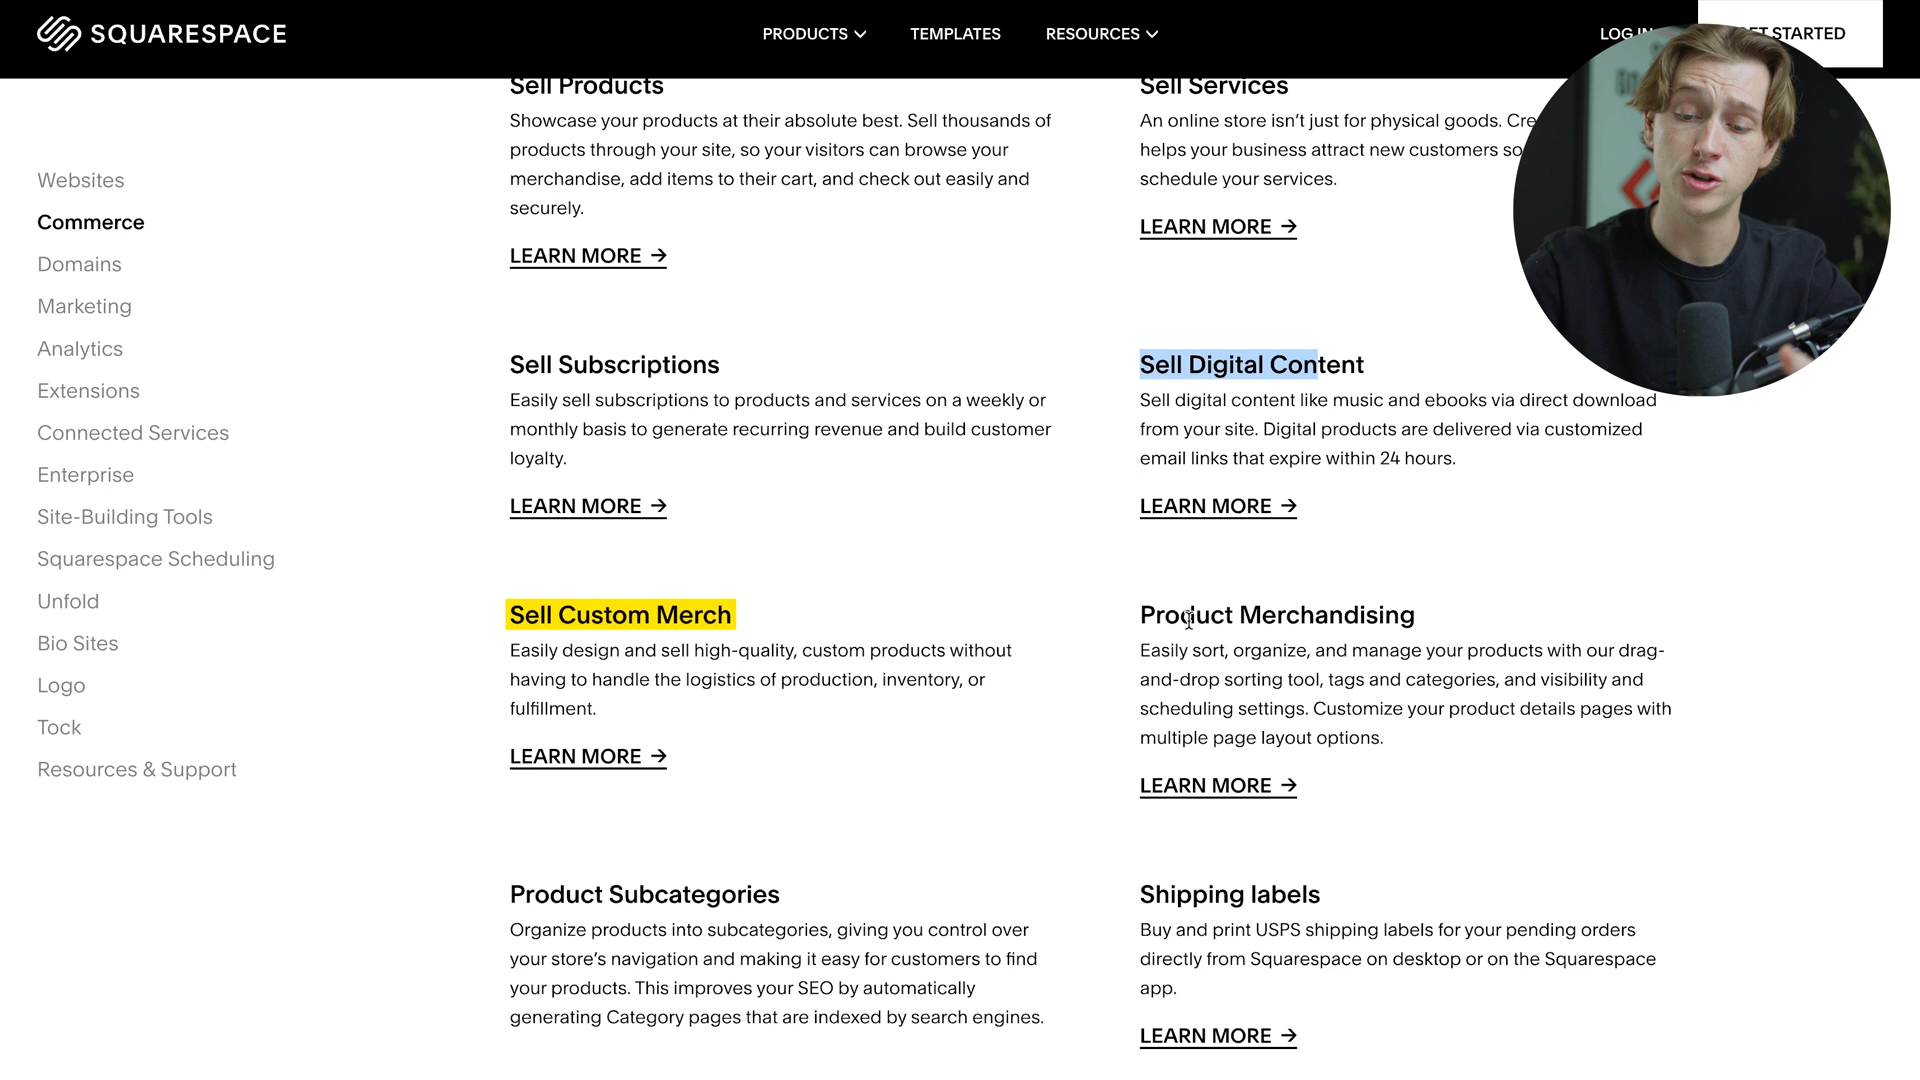 SQUARESPACE
PRODUCTS
TEMPLATES
RESOURCES
LOG IN
STARTED
Websites
Commerce
Domains
Marketing
Analytics
Extensions
Connected Services
Enterprise
Site-Building Tools
Squarespace Scheduling
Unfold
Bio Sites
Logo
Tock
Resources & Support
Sell Products
Showcase your products at their absolute best. Sell thousands of
products through your site, so your visitors can browse your
merchandise, add items to their cart, and check out easily and
securely.
LEARN MORE →
Sell Services
An online store isn’t just for physical goods.
helps your business attract new customers so
schedule your services.
LEARN MORE →
Sell Subscriptions
Easily sell subscriptions to products and services on a weekly or
monthly basis to generate recurring revenue and build customer
loyalty.
LEARN MORE →
Sell Digital Content
Sell digital content like music and ebooks via direct download
from your site. Digital products are delivered via customized
email links that expire within 24 hours.
LEARN MORE →
Sell Custom Merch
Easily design and sell high-quality, custom products without
having to handle the logistics of production, inventory, or
fulfillment.
LEARN MORE →
Product Merchandising
Easily sort, organize, and manage your products with our drag-
and-drop sorting tool, tags and categories, and visibility and
scheduling settings. Customize your product details pages with
multiple page layout options.
LEARN MORE →
Product Subcategories
Organize products into subcategories, giving you control over
your store’s navigation and making it easy for customers to find
your products. This improves your SEO by automatically
generating Category pages that are indexed by search engines.
Shipping labels
Buy and print USPS shipping labels for your pending orders
directly from Squarespace on desktop or on the Squarespace
app.
LEARN MORE →